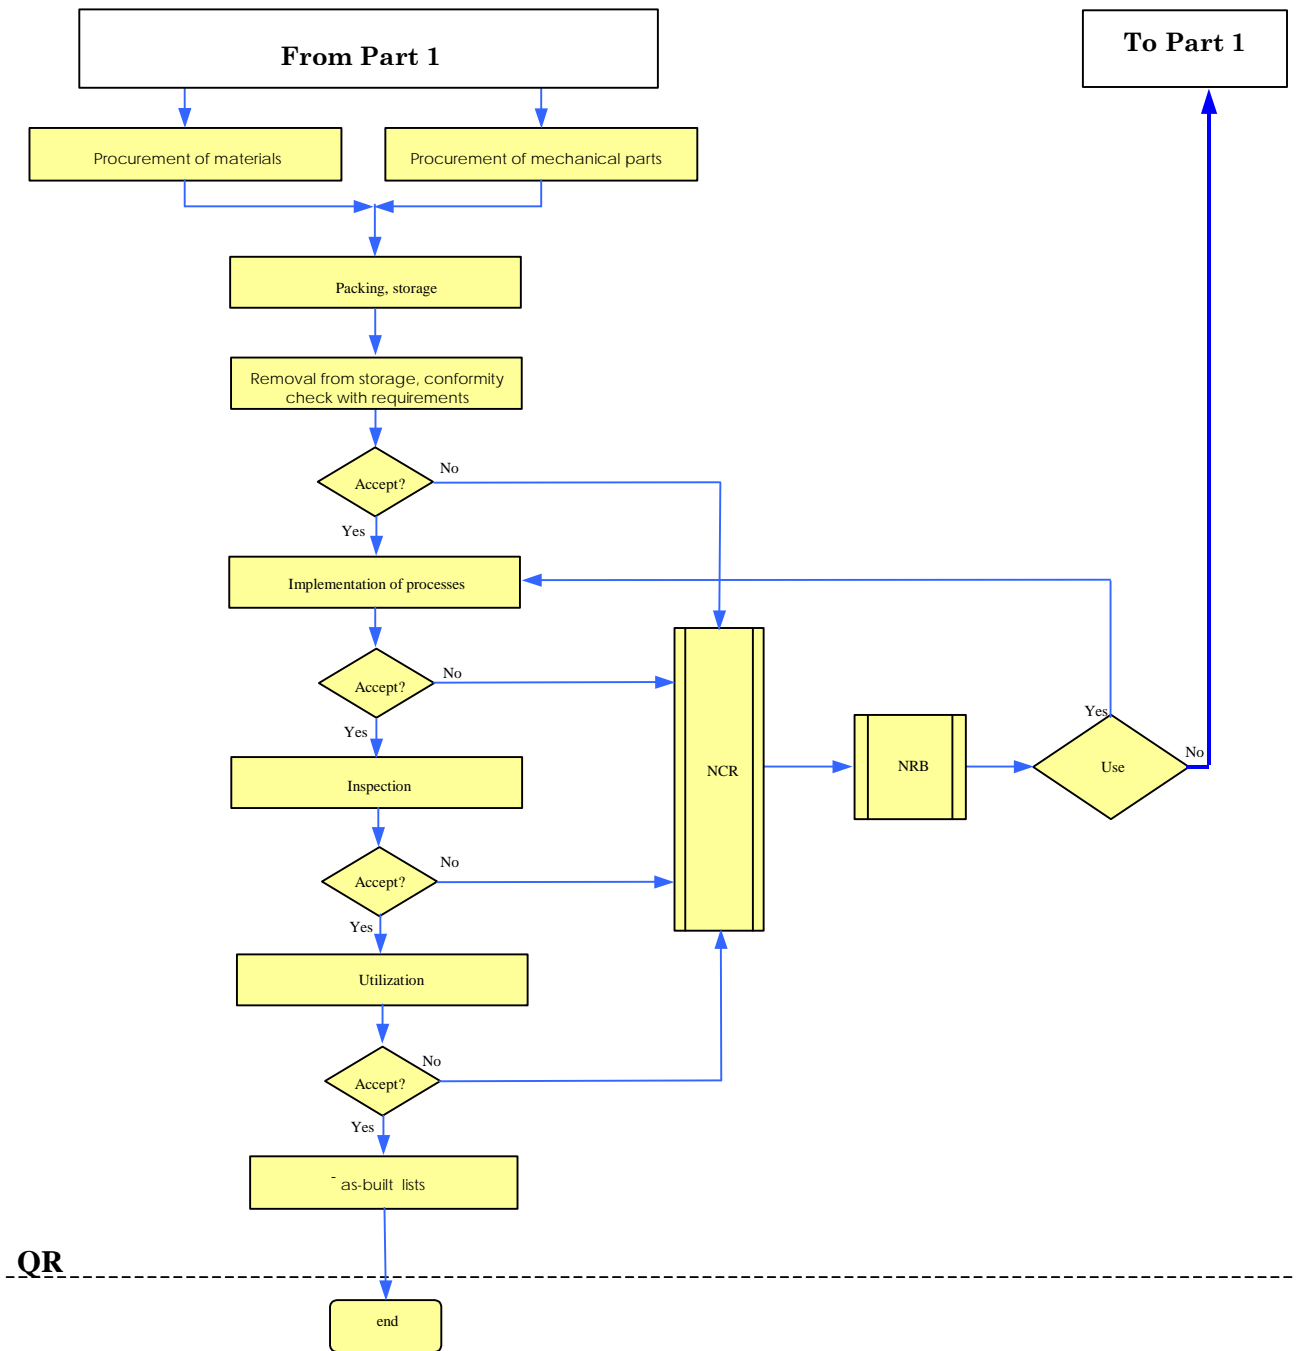 From Part 1
To Part 1
Procurement of materials
Procurement of mechanical parts
Packing, storage
Removal from storage, conformity
check with requirements
Accept?
No
Yes
Implementation of processes
Accept?
No
Yes
Inspection
NCR
NRB
Use
Yes
No
Accept?
No
Yes
Utilization
Accept?
No
Yes
- as-built lists
QR
end